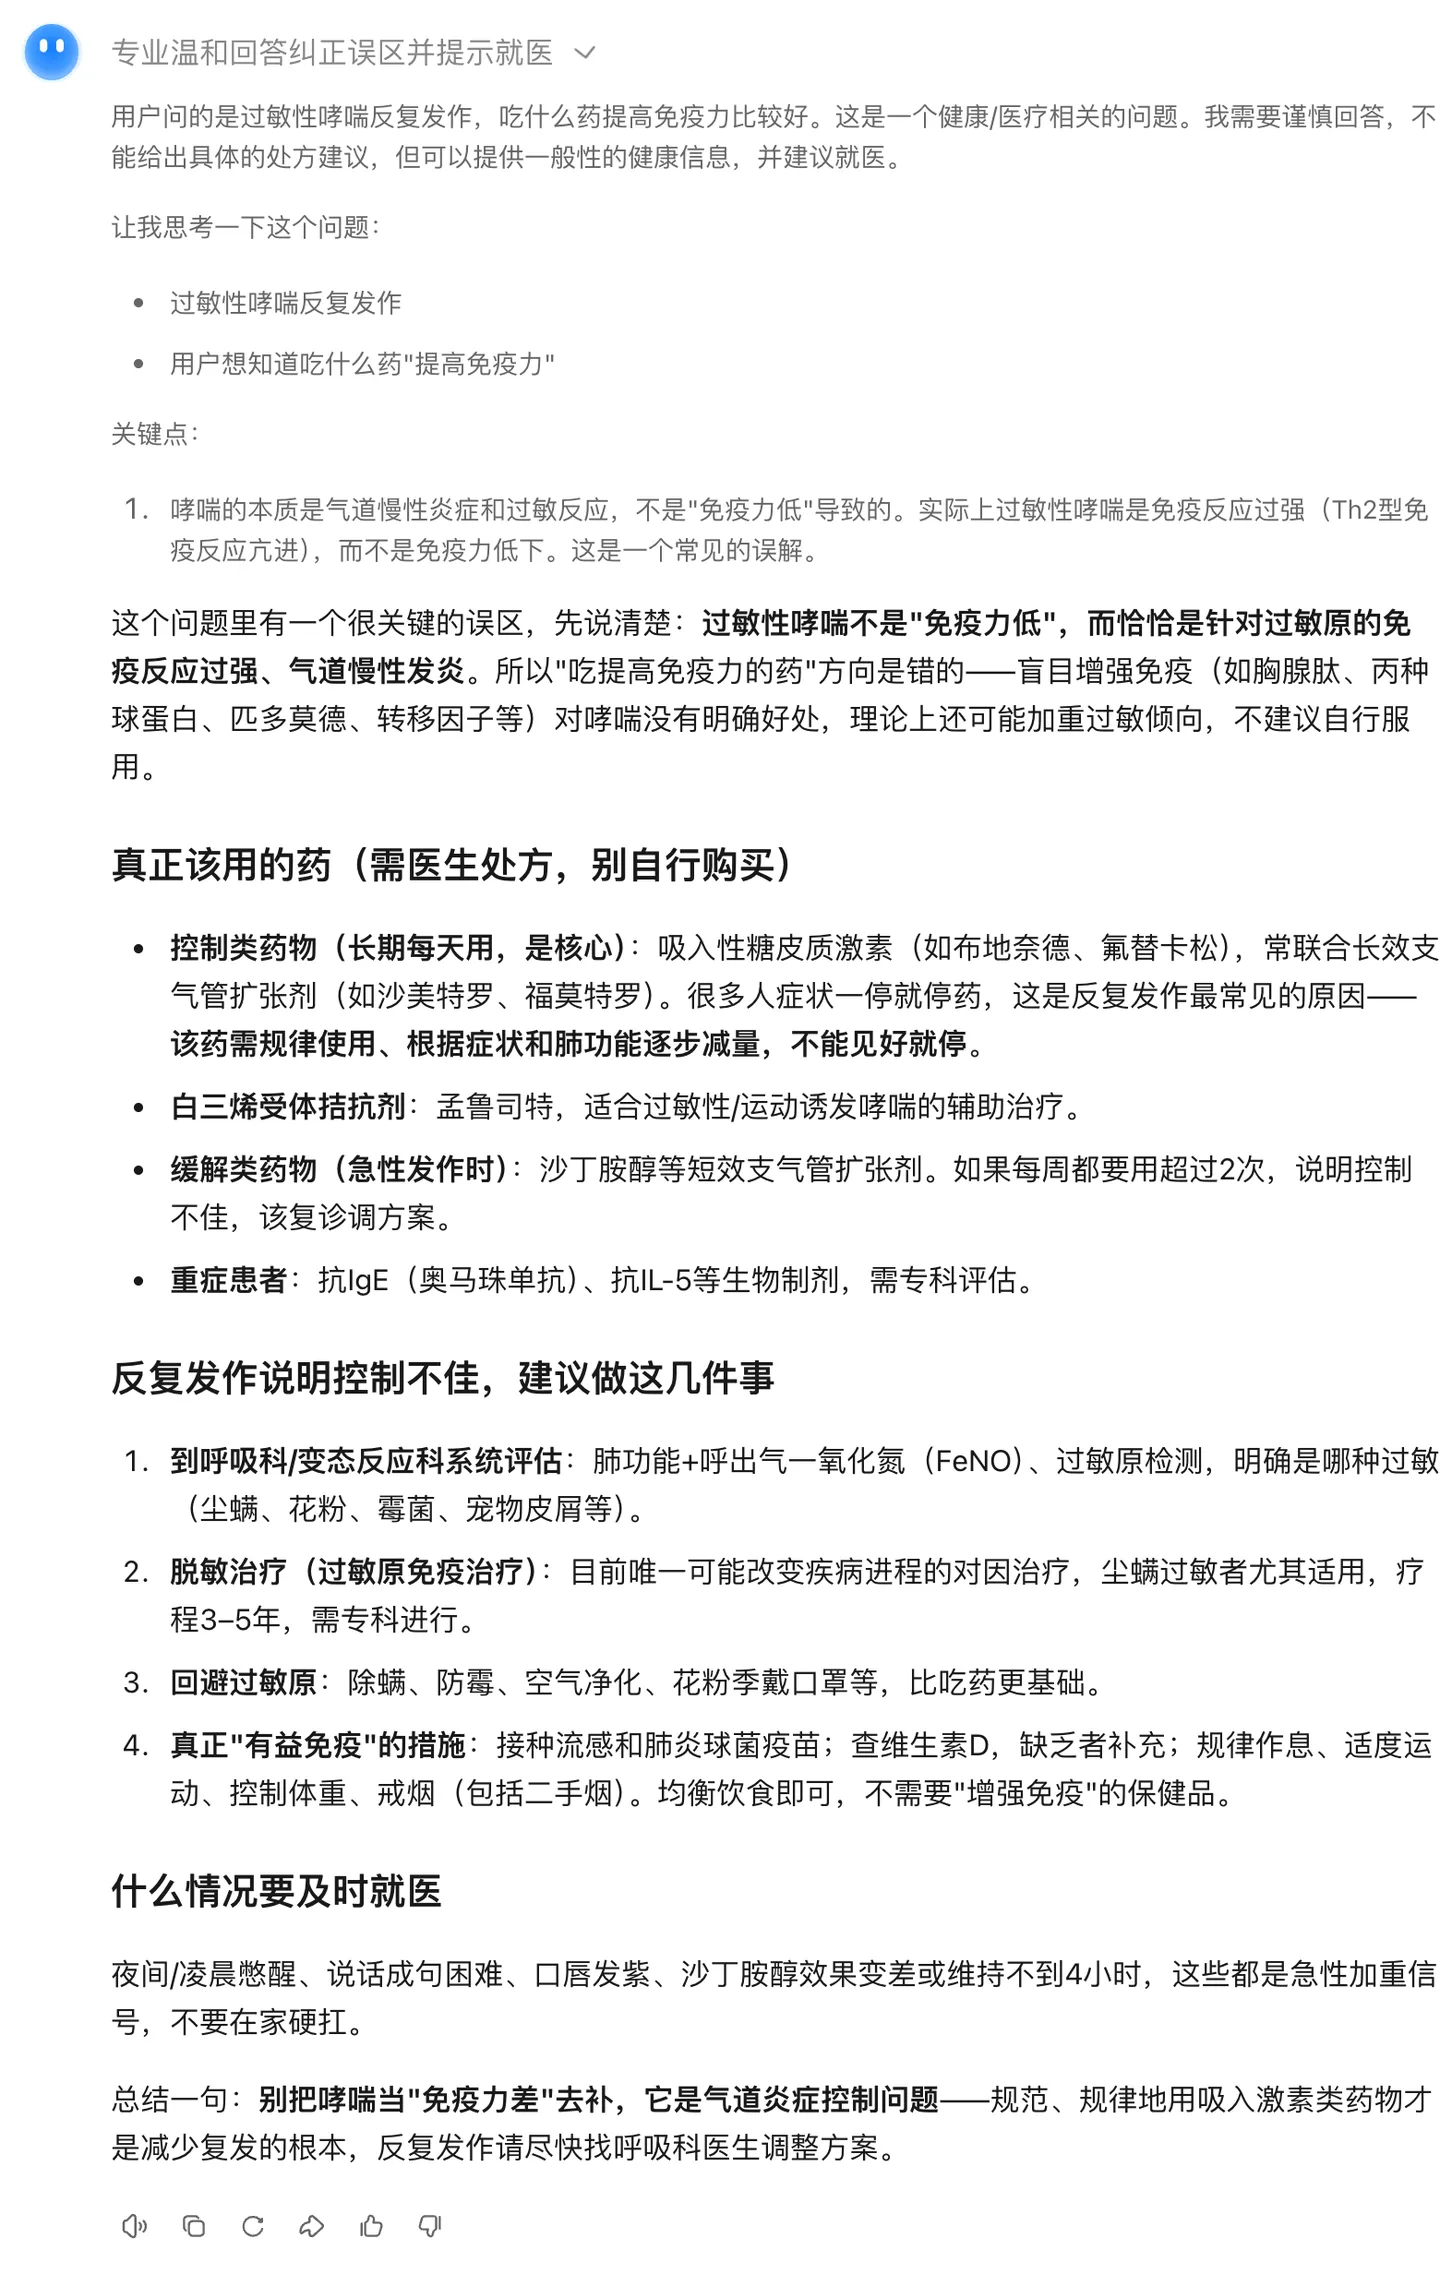 专业温和回答纠正误区并提示就医
用户问的是过敏性哮喘反复发作，吃什么药提高免疫力比较好。这是一个健康/医疗相关的问题。我需要谨慎回答，不
能给出具体的处方建议，但可以提供一般性的健康信息，并建议就医。
让我思考一下这个问题：
• 过敏性哮喘反复发作
• 用户想知道吃什么药"提高免疫力"
关键点：
1. 哮喘的本质是气道慢性炎症和过敏反应，不是"免疫力低"导致的。实际上过敏性哮喘是免疫反应过强（Th2型免
疫反应亢进），而不是免疫力低下。这是一个常见的误解。
这个问题里有一个很关键的误区，先说清楚：过敏性哮喘不是"免疫力低"，而恰恰是针对过敏原的免
疫反应过强、气道慢性发炎。所以"吃提高免疫力的药"方向是错的——盲目增强免疫（如胸腺肽、丙种
球蛋白、匹多莫德、转移因子等）对哮喘没有明确好处，理论上还可能加重过敏倾向，不建议自行服
用。
真正该用的药（需医生处方，别自行购买）
• 控制类药物（长期每天用，是核心）：吸入性糖皮质激素（如布地奈德、氟替卡松），常联合长效支
气管扩张剂（如沙美特罗、福莫特罗）。很多人症状一停就停药，这是反复发作最常见的原因——
该药需规律使用、根据症状和肺功能逐步减量，不能见好就停。
• 白三烯受体拮抗剂：孟鲁司特，适合过敏性/运动诱发哮喘的辅助治疗。
• 缓解类药物（急性发作时）：沙丁胺醇等短效支气管扩张剂。如果每周都要用超过2次，说明控制
不佳，该复诊调方案。
• 重症患者：抗IgE（奥马珠单抗）、抗IL-5等生物制剂，需专科评估。
反复发作说明控制不佳，建议做这几件事
1. 到呼吸科/变态反应科系统评估：肺功能+呼出气一氧化氮（FeNO）、过敏原检测，明确是哪种过敏
（尘螨、花粉、霉菌、宠物皮屑等）。
2. 脱敏治疗（过敏原免疫治疗）：目前唯一可能改变疾病进程的对因治疗，尘螨过敏者尤其适用，疗
程3–5年，需专科进行。
3. 回避过敏原：除螨、防霉、空气净化、花粉季戴口罩等，比吃药更基础。
4. 真正"有益免疫"的措施：接种流感和肺炎球菌疫苗；查维生素D，缺乏者补充；规律作息、适度运
动、控制体重、戒烟（包括二手烟）。均衡饮食即可，不需要"增强免疫"的保健品。
什么情况要及时就医
夜间/凌晨憋醒、说话成句困难、口唇发紫、沙丁胺醇效果变差或维持不到4小时，这些都是急性加重信
号，不要在家硬扛。
总结一句：别把哮喘当"免疫力差"去补，它是气道炎症控制问题——规范、规律地用吸入激素类药物才
是减少复发的根本，反复发作请尽快找呼吸科医生调整方案。